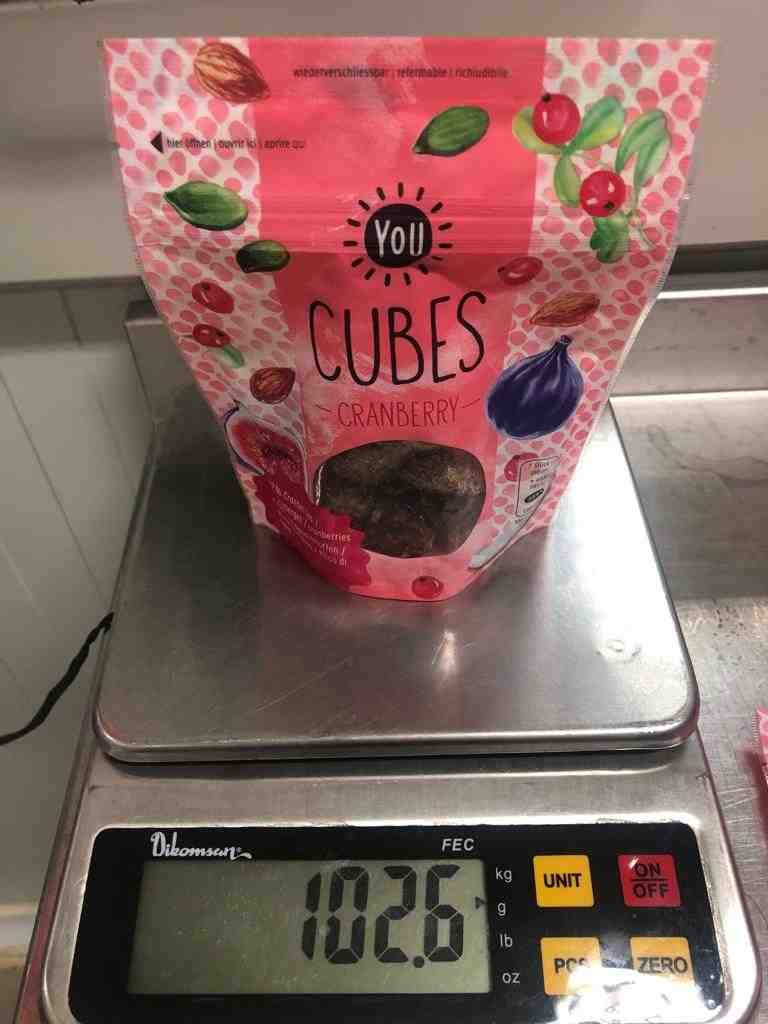 wiederverschliessbar | refermable | richiudibile
hier öffnen | ouvrir ici | aprire qui
YOU
CUBES
CRANBERRY
cranberries
Dikomsan
FEC
102.6
kg
g
lb
oz
UNIT
ON
OFF
PCS
ZERO